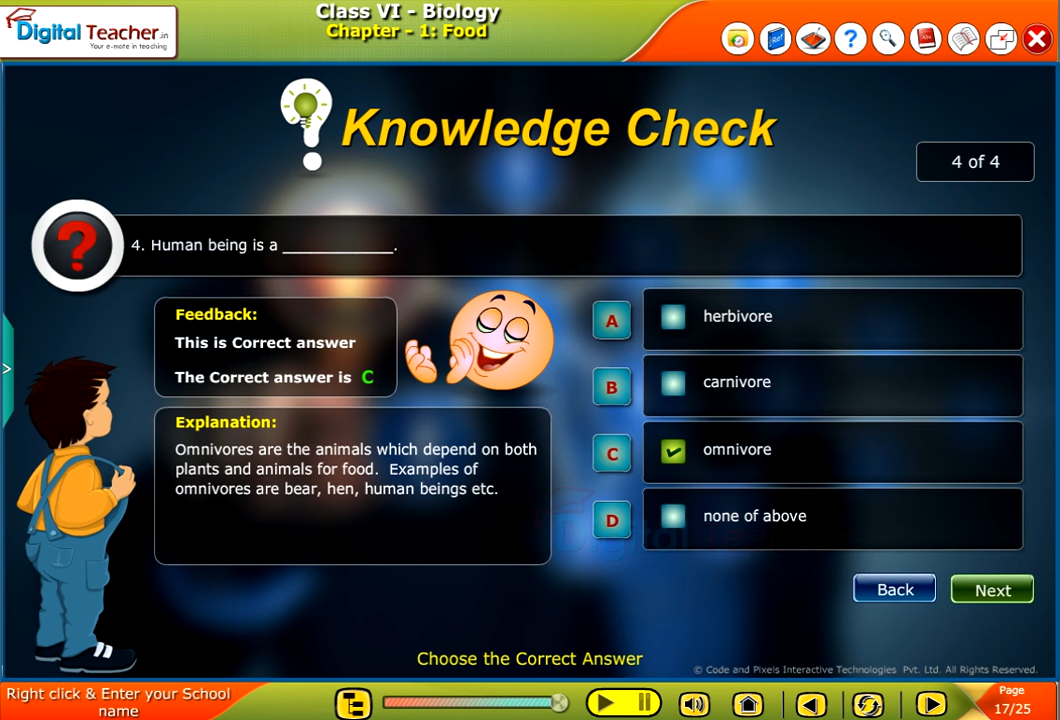 Digital Teacher.in
Your e-mate in teaching
Class VI - Biology
Chapter - 1: Food
Ref
Knowledge Check
4 of 4
4. Human being is a ____________.
Feedback:
This is Correct answer
The Correct answer is C
Explanation:
Omnivores are the animals which depend on both
plants and animals for food. Examples of
omnivores are bear, hen, human beings etc.
A herbivore
B carnivore
C omnivore
D none of above
Back
Next
Choose the Correct Answer
© Code and Pixels Interactive Technologies Pvt. Ltd. All Rights Reserved.
Right click & Enter your School
name
Page
17/25